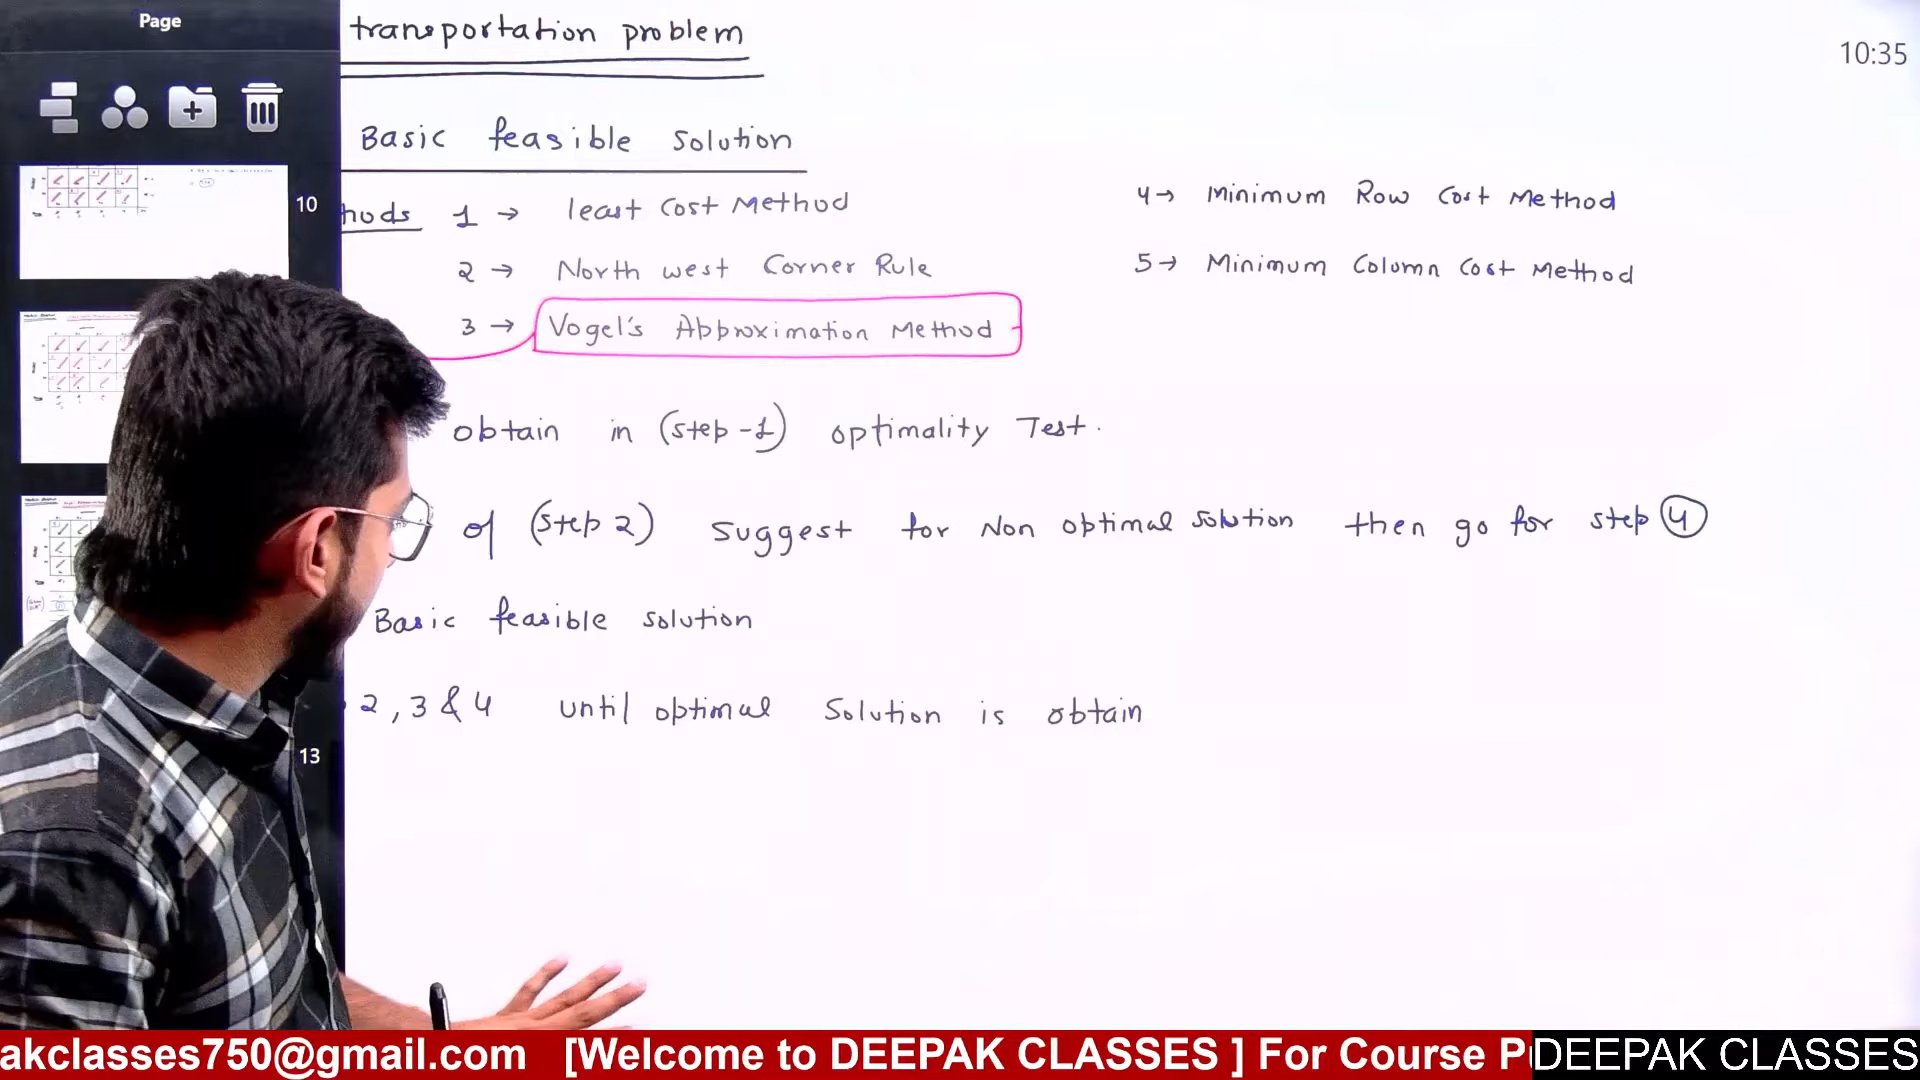 Page
transportation problem
10:35
Basic feasible solution
10
hods 1 → least cost Method
4 → Minimum Row Cost Method
2 → North west Corner Rule
5 → Minimum Column Cost Method
3 → Vogel's Approximation Method
obtain in (step-1) optimality Test.
of (step 2) suggest for Non optimal solution then go for step 4
Basic feasible solution
2, 3 & 4 until optimal solution is obtain
13
akclasses750@gmail.com [Welcome to DEEPAK CLASSES ] For Course P
DEEPAK CLASSES